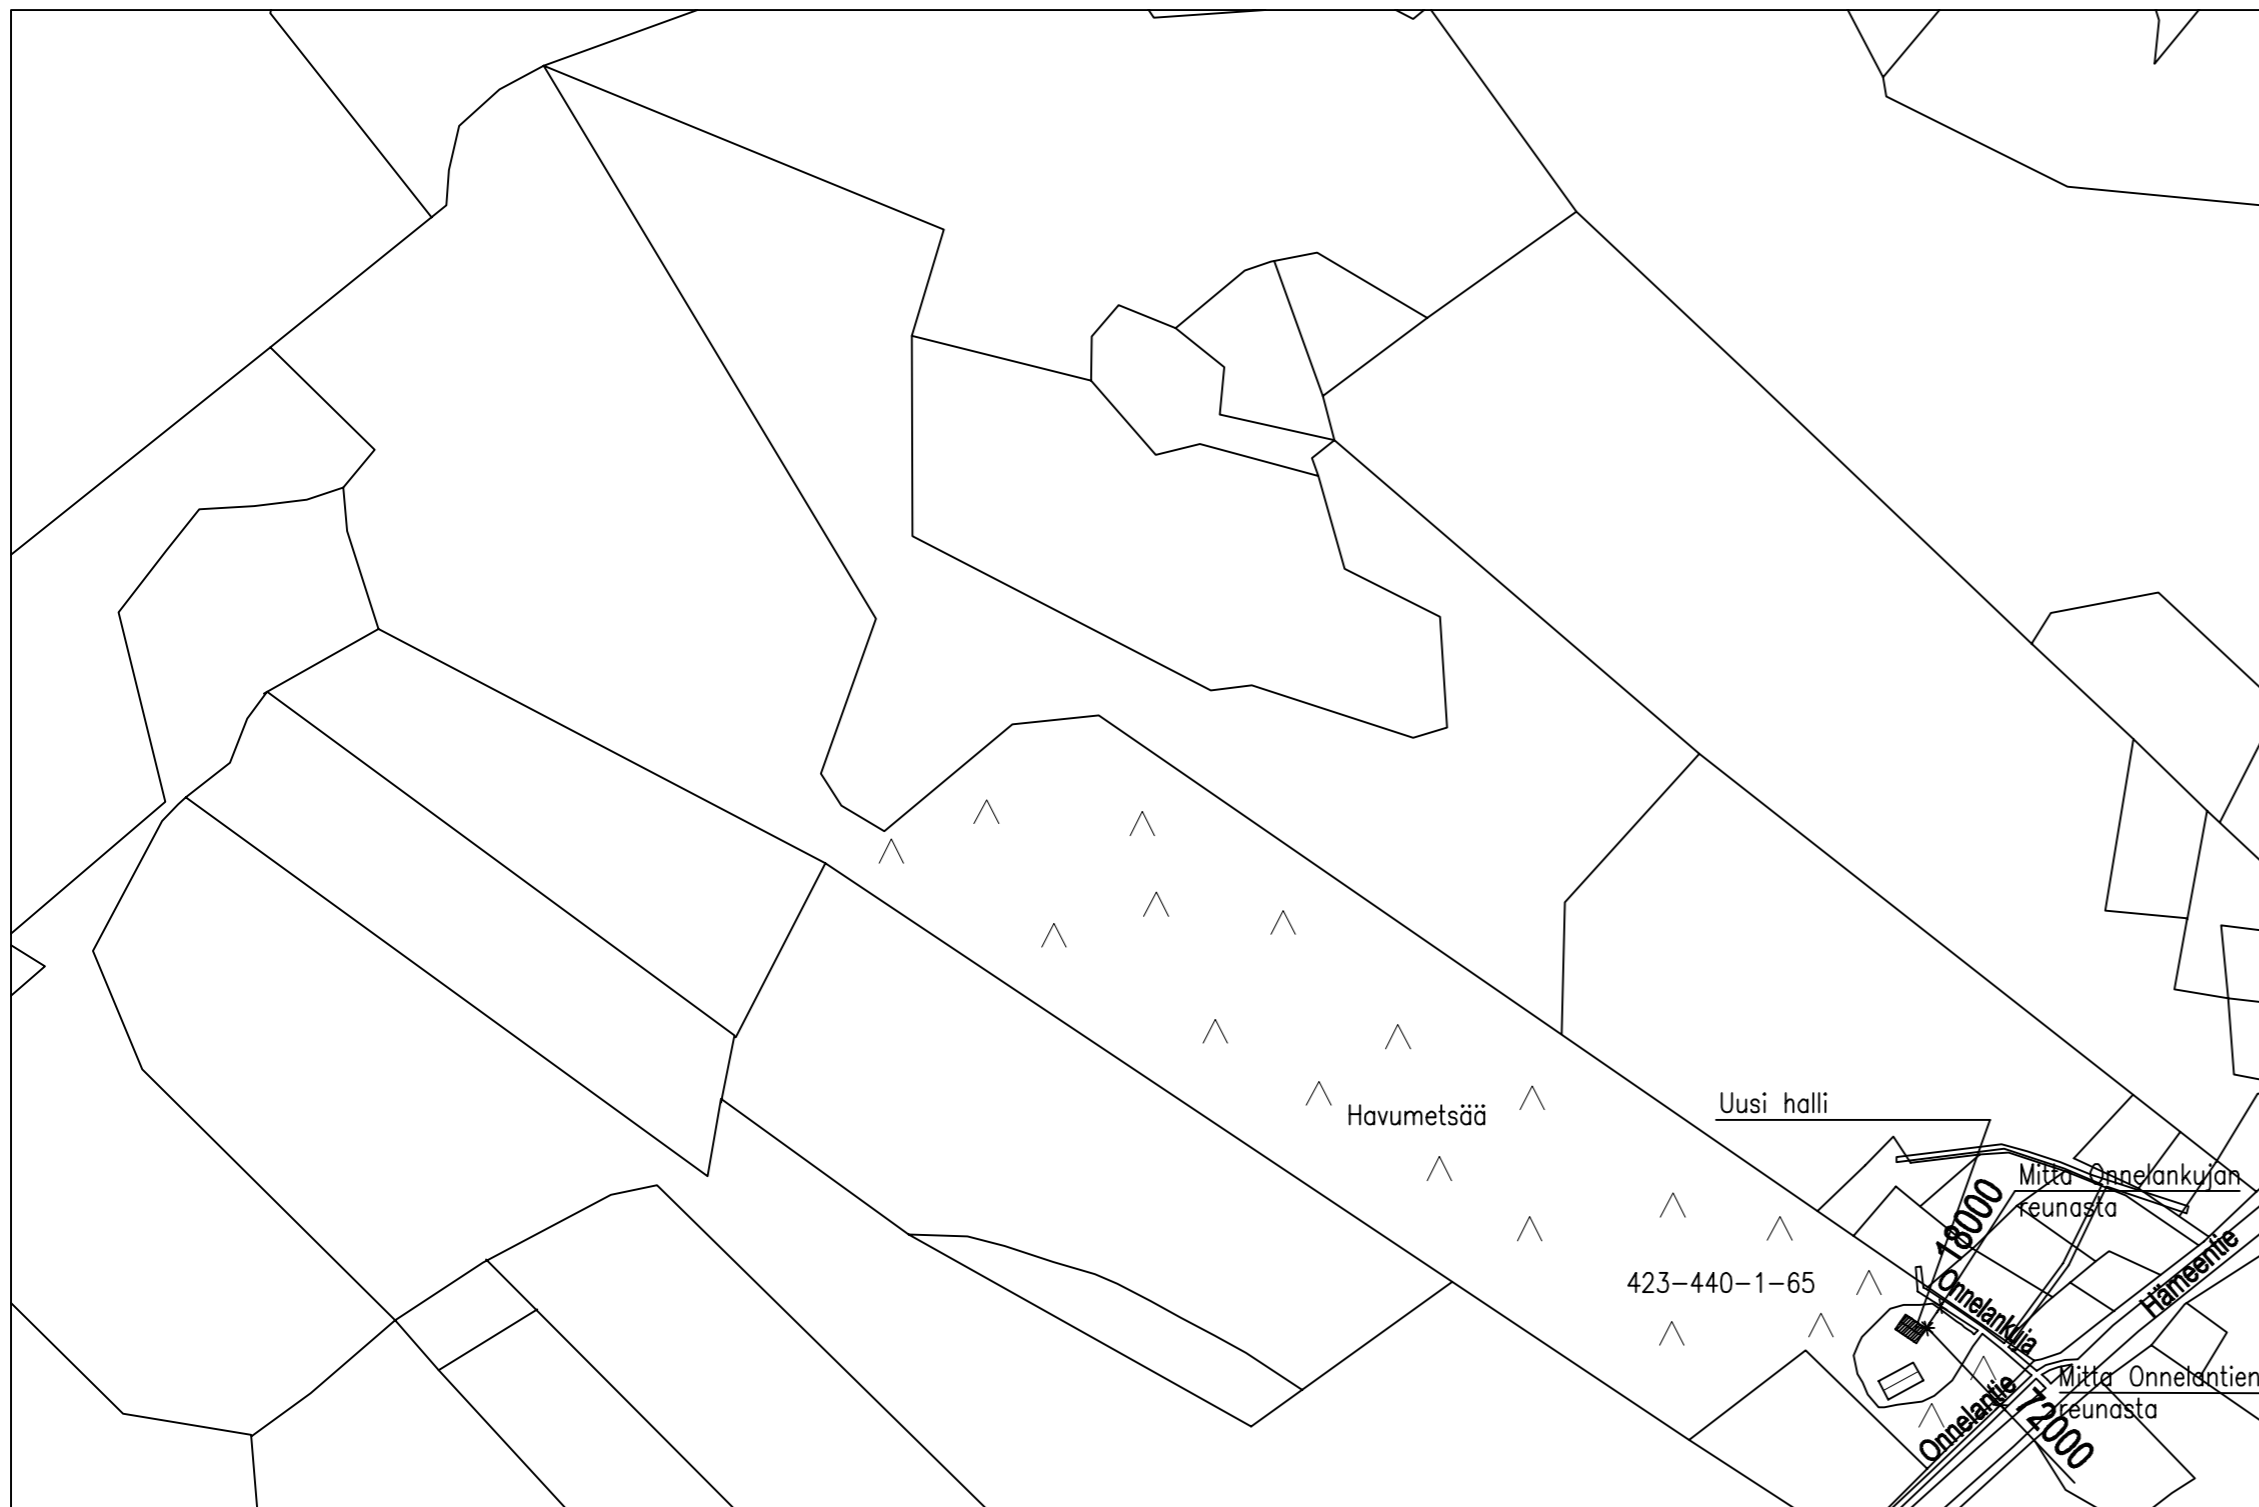 Uusi halli
Havumetsää
Mitta Onnelankujan
reunasta
18000
Hämeentie
423-440-1-65
Onnelankuja
Mitta Onnelantien
reunasta
Onnelantie
72000